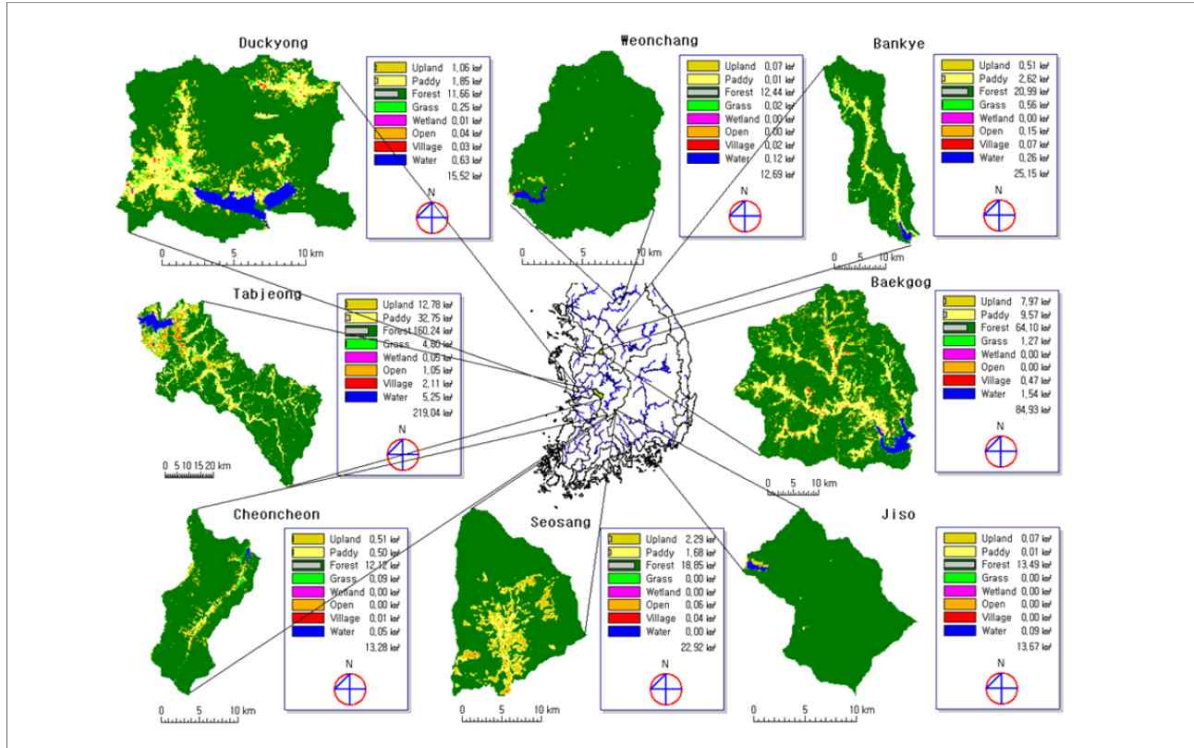 Duckyong
Upland 1,06 km²
Paddy 1,85 km²
Forest 11,66 km²
Grass 0,25 km²
Wetland 0,01 km²
Open 0,04 km²
Village 0,03 km²
Water 0,63 km²
15,52 km²
N
0 5 10 km
Weonchang
Upland 0,07 km²
Paddy 0,01 km²
Forest 12,44 km²
Grass 0,02 km²
Wetland 0,00 km²
Open 0,00 km²
Village 0,02 km²
Water 0,12 km²
12,69 km²
N
0 5 10 km
Bankye
Upland 0,51 km²
Paddy 2,62 km²
Forest 20,99 km²
Grass 0,56 km²
Wetland 0,00 km²
Open 0,15 km²
Village 0,07 km²
Water 0,26 km²
25,15 km²
N
0 5 10 km
Tabjeong
Upland 12,78 km²
Paddy 32,75 km²
Forest 160,24 km²
Grass 4,80 km²
Wetland 0,05 km²
Open 1,05 km²
Village 2,11 km²
Water 5,25 km²
219,04 km²
N
0 5 10 15 20 km
Baekgog
Upland 7,97 km²
Paddy 9,57 km²
Forest 64,10 km²
Grass 1,27 km²
Wetland 0,00 km²
Open 0,00 km²
Village 0,47 km²
Water 1,54 km²
84,93 km²
N
0 5 10 km
Cheoncheon
Upland 0,51 km²
Paddy 0,50 km²
Forest 12,12 km²
Grass 0,09 km²
Wetland 0,00 km²
Open 0,00 km²
Village 0,01 km²
Water 0,05 km²
13,28 km²
N
0 5 10 km
Seosang
Upland 2,29 km²
Paddy 1,68 km²
Forest 18,85 km²
Grass 0,00 km²
Wetland 0,00 km²
Open 0,06 km²
Village 0,04 km²
Water 0,00 km²
22,92 km²
N
0 5 10 km
Jiso
Upland 0,07 km²
Paddy 0,01 km²
Forest 13,49 km²
Grass 0,00 km²
Wetland 0,00 km²
Open 0,00 km²
Village 0,00 km²
Water 0,09 km²
13,67 km²
N
0 5 10 km